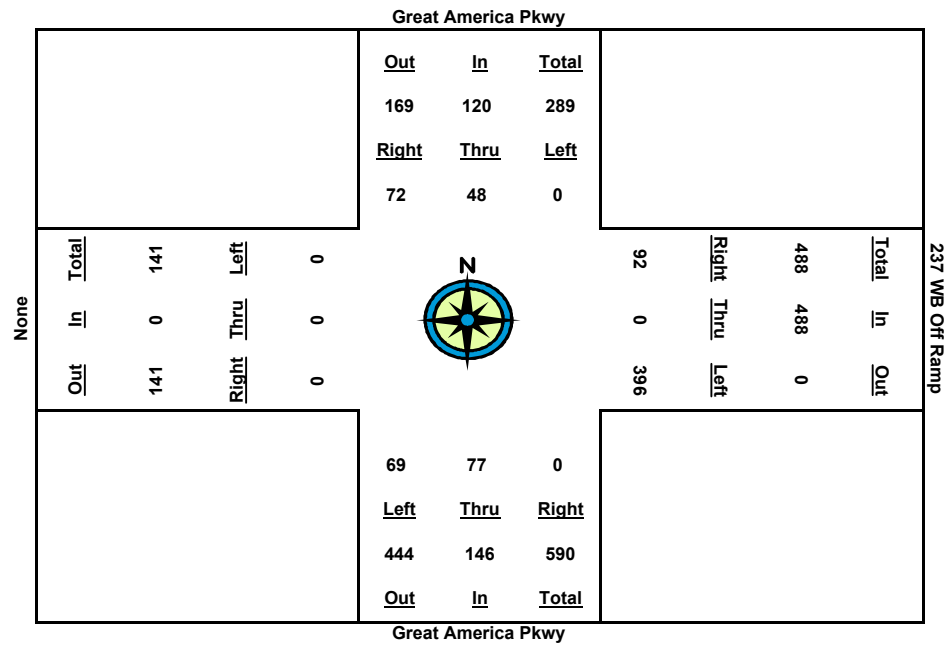 Great America Pkwy
Out In Total
169 120 289
Right Thru Left
72 48 0
None
Total 141 Left 0
In 0 Thru 0
Out 141 Right 0
N
92 Right 488 Total
0 Thru 488 In
396 Left 0 Out
237 WB Off Ramp
69 77 0
Left Thru Right
444 146 590
Out In Total
Great America Pkwy